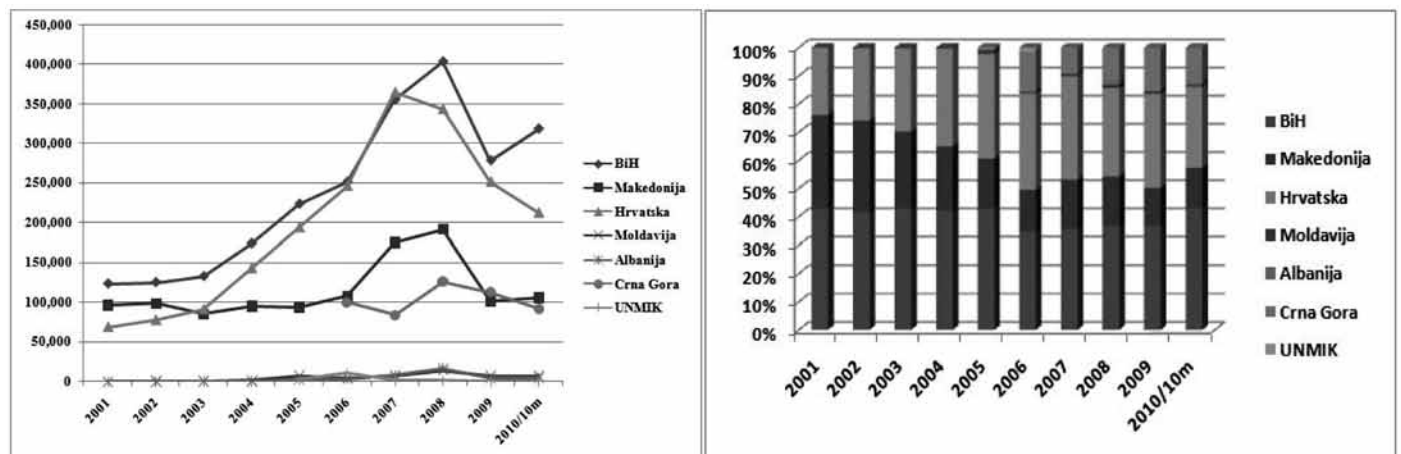 450,000
400,000
350,000
300,000
250,000
200,000
150,000
100,000
50,000
0
2001
2002
2003
2004
2005
2006
2007
2008
2009
2010/10m
BiH
Makedonija
Hrvatska
Moldavija
Albanija
Crna Gora
UNMIK
100%
90%
80%
70%
60%
50%
40%
30%
20%
10%
0%
2001
2002
2003
2004
2005
2006
2007
2008
2009
2010/10m
BiH
Makedonija
Hrvatska
Moldavija
Albanija
Crna Gora
UNMIK